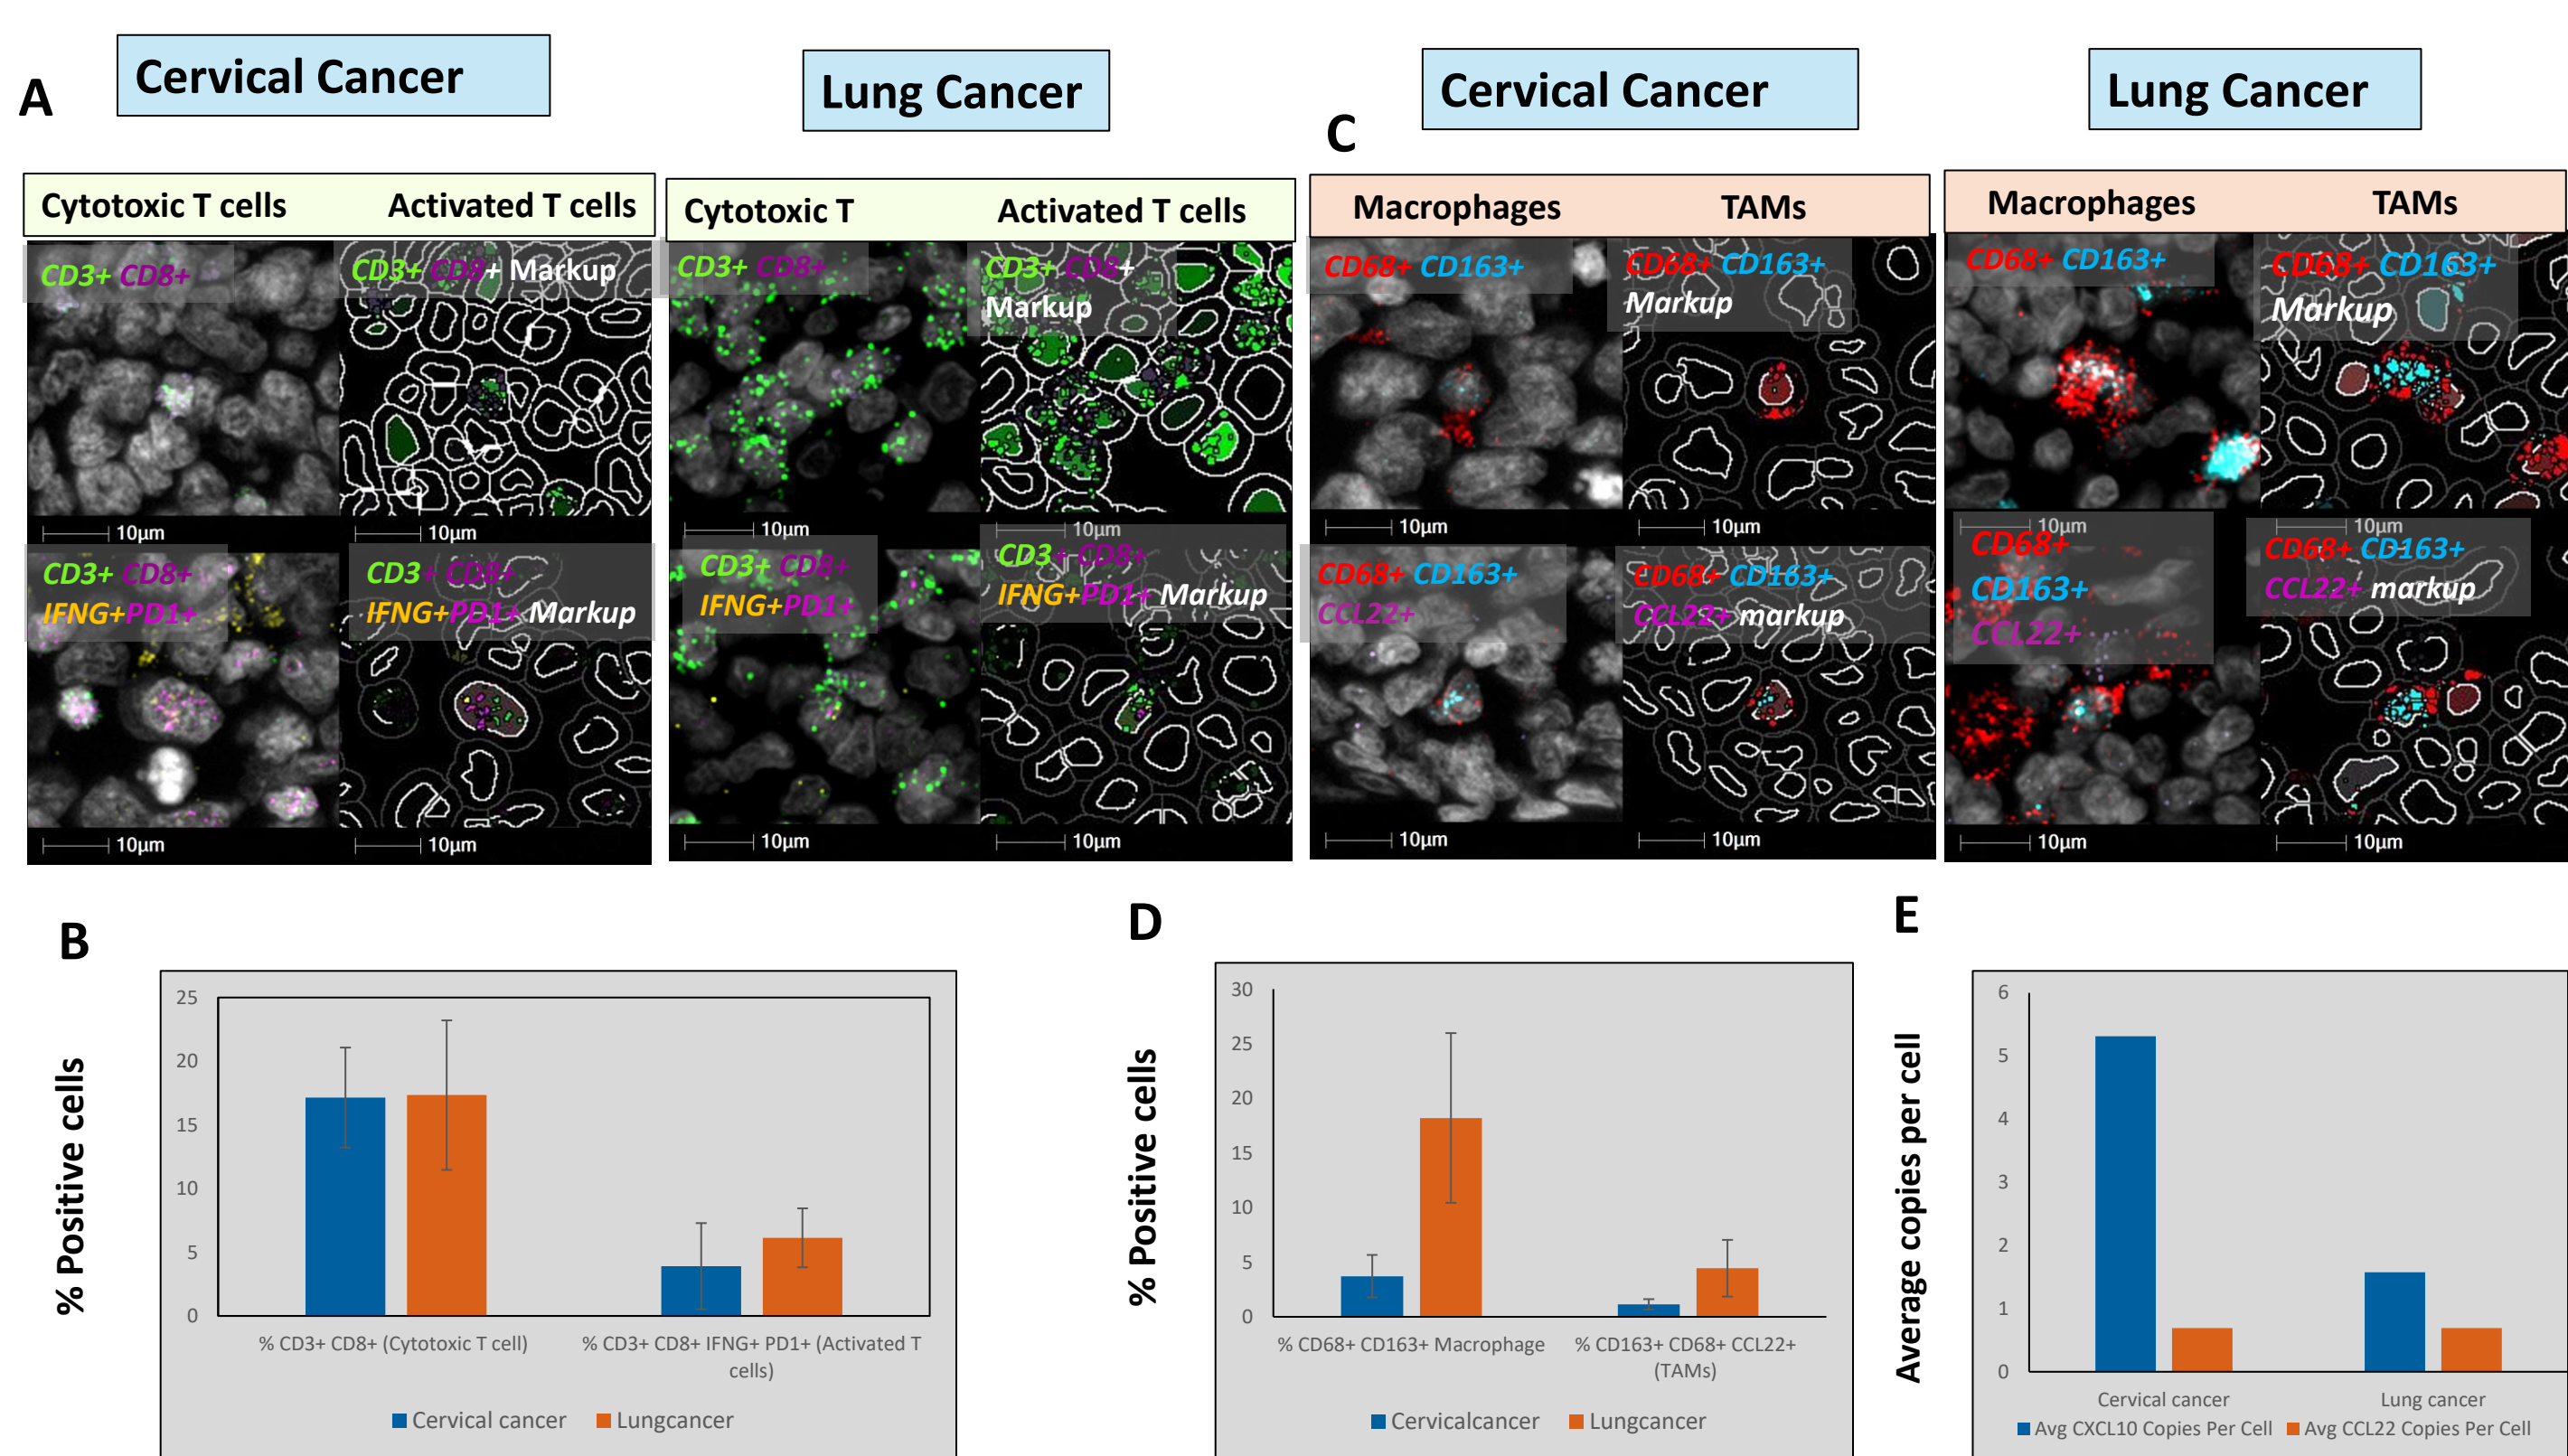 A
Cervical Cancer
Lung Cancer
Cytotoxic T cells
Activated T cells
Cytotoxic T
Activated T cells
CD3+ CD8+
CD3+ CD8+ Markup
CD3+ CD8+
CD3+ CD8+
Markup
10µm
10µm
10µm
10µm
CD3+ CD8+
IFNG+PD1+
CD3+ CD8+
IFNG+PD1+ Markup
CD3+ CD8+
IFNG+PD1+
CD3+ CD8+
IFNG+PD1+ Markup
10µm
10µm
10µm
10µm
C
Cervical Cancer
Lung Cancer
Macrophages
TAMs
Macrophages
TAMs
CD68+ CD163+
CD68+ CD163+
Markup
CD68+ CD163+
CD68+ CD163+
Markup
10µm
10µm
10µm
10µm
CD68+ CD163+
CCL22+
CD68+ CD163+
CCL22+ markup
CD68+
CD163+
CCL22+
CD68+ CD163+
CCL22+ markup
10µm
10µm
10µm
10µm
B
% Positive cells
25
20
15
10
5
0
% CD3+ CD8+ (Cytotoxic T cell)
% CD3+ CD8+ IFNG+ PD1+ (Activated T
cells)
Cervical cancer
Lungcancer
D
% Positive cells
30
25
20
15
10
5
0
% CD68+ CD163+ Macrophage
% CD163+ CD68+ CCL22+
(TAMs)
Cervicalcancer
Lungcancer
E
Average copies per cell
6
5
4
3
2
1
0
Cervical cancer
Lung cancer
Avg CXCL10 Copies Per Cell
Avg CCL22 Copies Per Cell